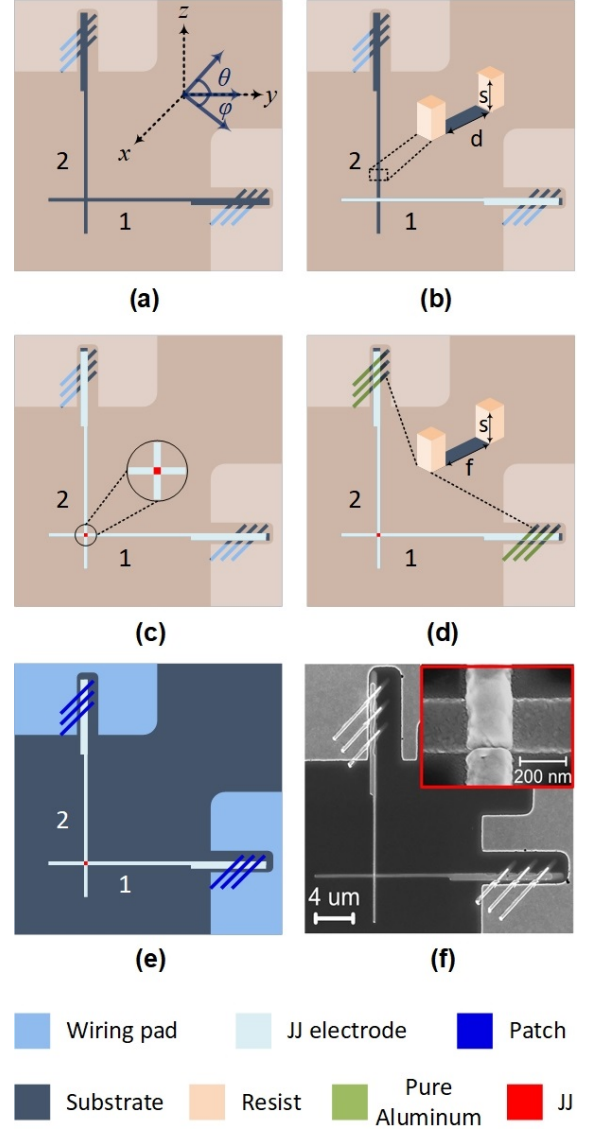 z
θ
y
φ
x
2
1
(a)
s
d
2
1
(b)
2
1
(c)
s
f
2
1
(d)
2
1
(e)
200 nm
4 um
(f)
Wiring pad
JJ electrode
Patch
Substrate
Resist
Pure
Aluminum
JJ